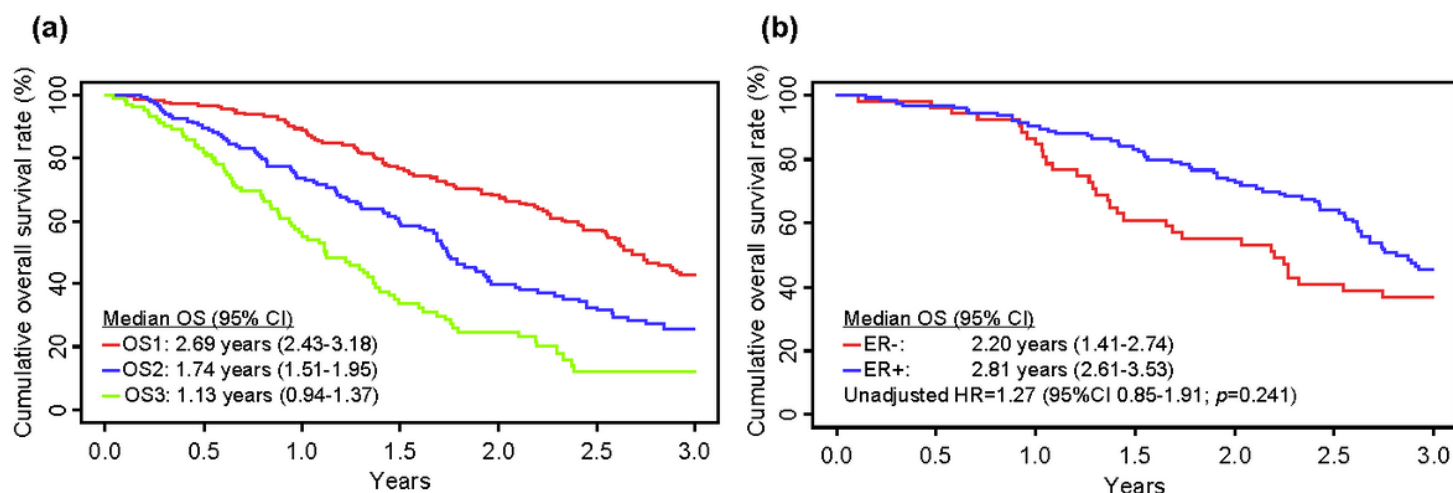 (a)
Cumulative overall survival rate (%)
100
80
60
40
20
0
Median OS (95% CI)
OS1: 2.69 years (2.43-3.18)
OS2: 1.74 years (1.51-1.95)
OS3: 1.13 years (0.94-1.37)
0.0 0.5 1.0 1.5 2.0 2.5 3.0
Years
(b)
Cumulative overall survival rate (%)
100
80
60
40
20
0
Median OS (95% CI)
ER-: 2.20 years (1.41-2.74)
ER+: 2.81 years (2.61-3.53)
Unadjusted HR=1.27 (95%CI 0.85-1.91; p=0.241)
0.0 0.5 1.0 1.5 2.0 2.5 3.0
Years